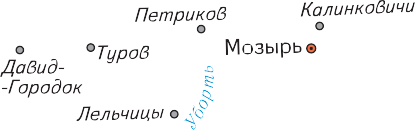 Петриков
Калинковичи
Мозырь
Туров
Давид-
-Городок
Лельчицы
Уборть